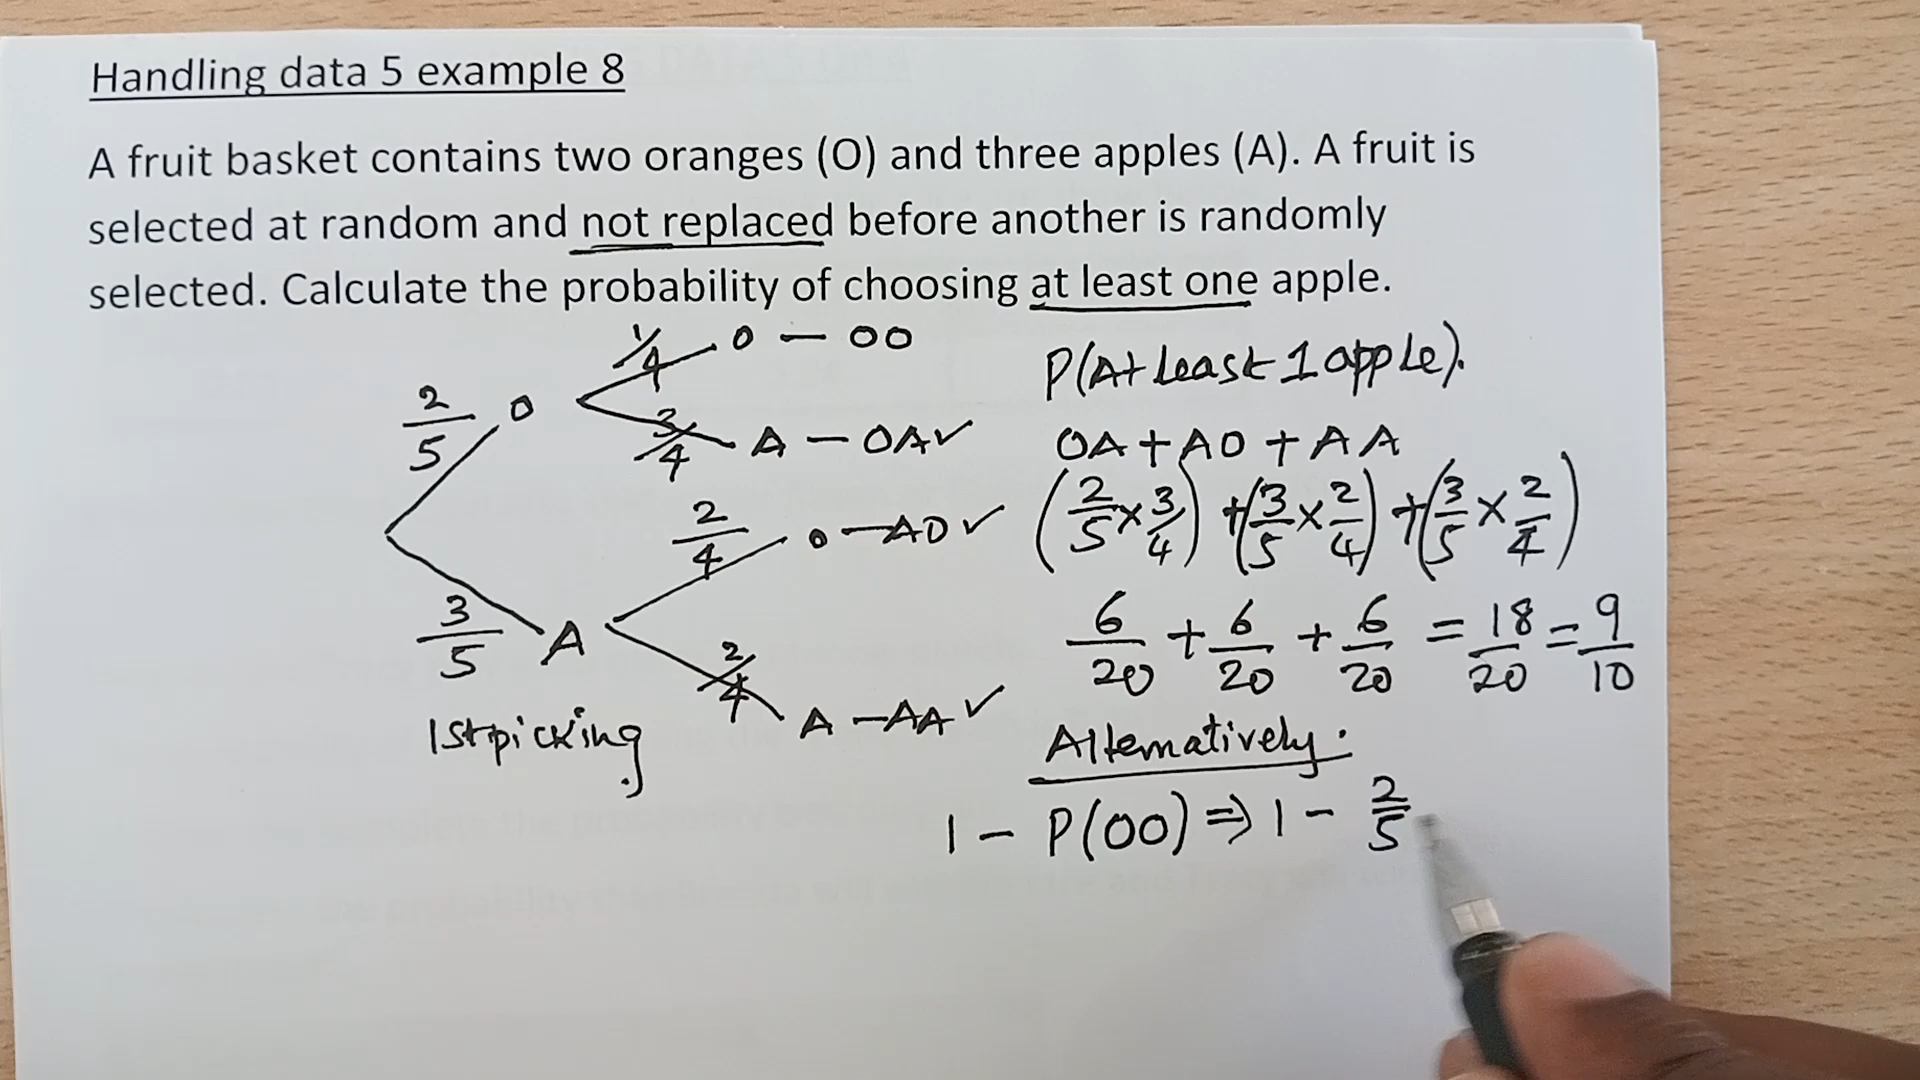 Handling data 5 example 8
A fruit basket contains two oranges (O) and three apples (A). A fruit is
selected at random and not replaced before another is randomly
selected. Calculate the probability of choosing at least one apple.
1/4 O — OO
2/5 O
3/4 A — OA✓
2/4 O — AO ✓
3/5 A
2/4 A — AA ✓
1st picking
P(At least 1 apple).
OA + AO + AA
(2/5 × 3/4) + (3/5 × 2/4) + (3/5 × 2/4)
6/20 + 6/20 + 6/20 = 18/20 = 9/10
Alternatively.
1 – P(OO) ⇒ 1 – 2/5